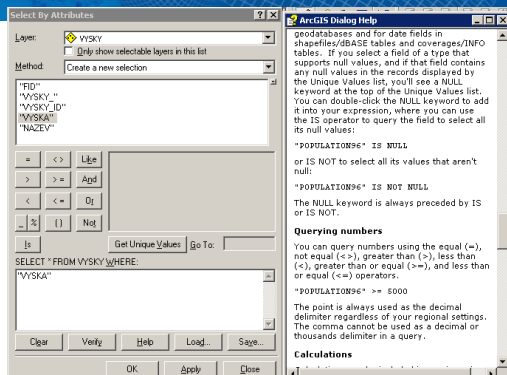 Select By Attributes
Layer: VYSKY
Only show selectable layers in this list
Method: Create a new selection
"FID"
"VYSKY_"
"VYSKY_ID"
"VYSKA"
"NAZEV"
= < > Like
> > = And
< < = Or
_ % ( ) Not
Is Get Unique Values Go To:
SELECT * FROM VYSKY WHERE:
"VYSKA"
Clear Verify Help Load... Save...
OK Apply Close
ArcGIS Dialog Help
geodatabases and for date fields in
shapefiles/dBASE tables and coverages/INFO
tables. If you select a field of a type that
supports null values, and if that field contains
any null values in the records displayed by
the Unique Values list, you'll see a NULL
keyword at the top of the Unique Values list.
You can double-click the NULL keyword to add
it into your expression, where you can use
the IS operator to query the field to select all
its null values:
"POPULATION96" IS NULL
or IS NOT to select all its values that aren't
null:
"POPULATION96" IS NOT NULL
The NULL keyword is always preceded by IS
or IS NOT.
Querying numbers
You can query numbers using the equal (=),
not equal (<>), greater than (>), less than
(<), greater than or equal (>=), and less than
or equal (<=) operators.
"POPULATION96" >= 5000
The point is always used as the decimal
delimiter regardless of your regional settings.
The comma cannot be used as a decimal or
thousands delimiter in a query.
Calculations